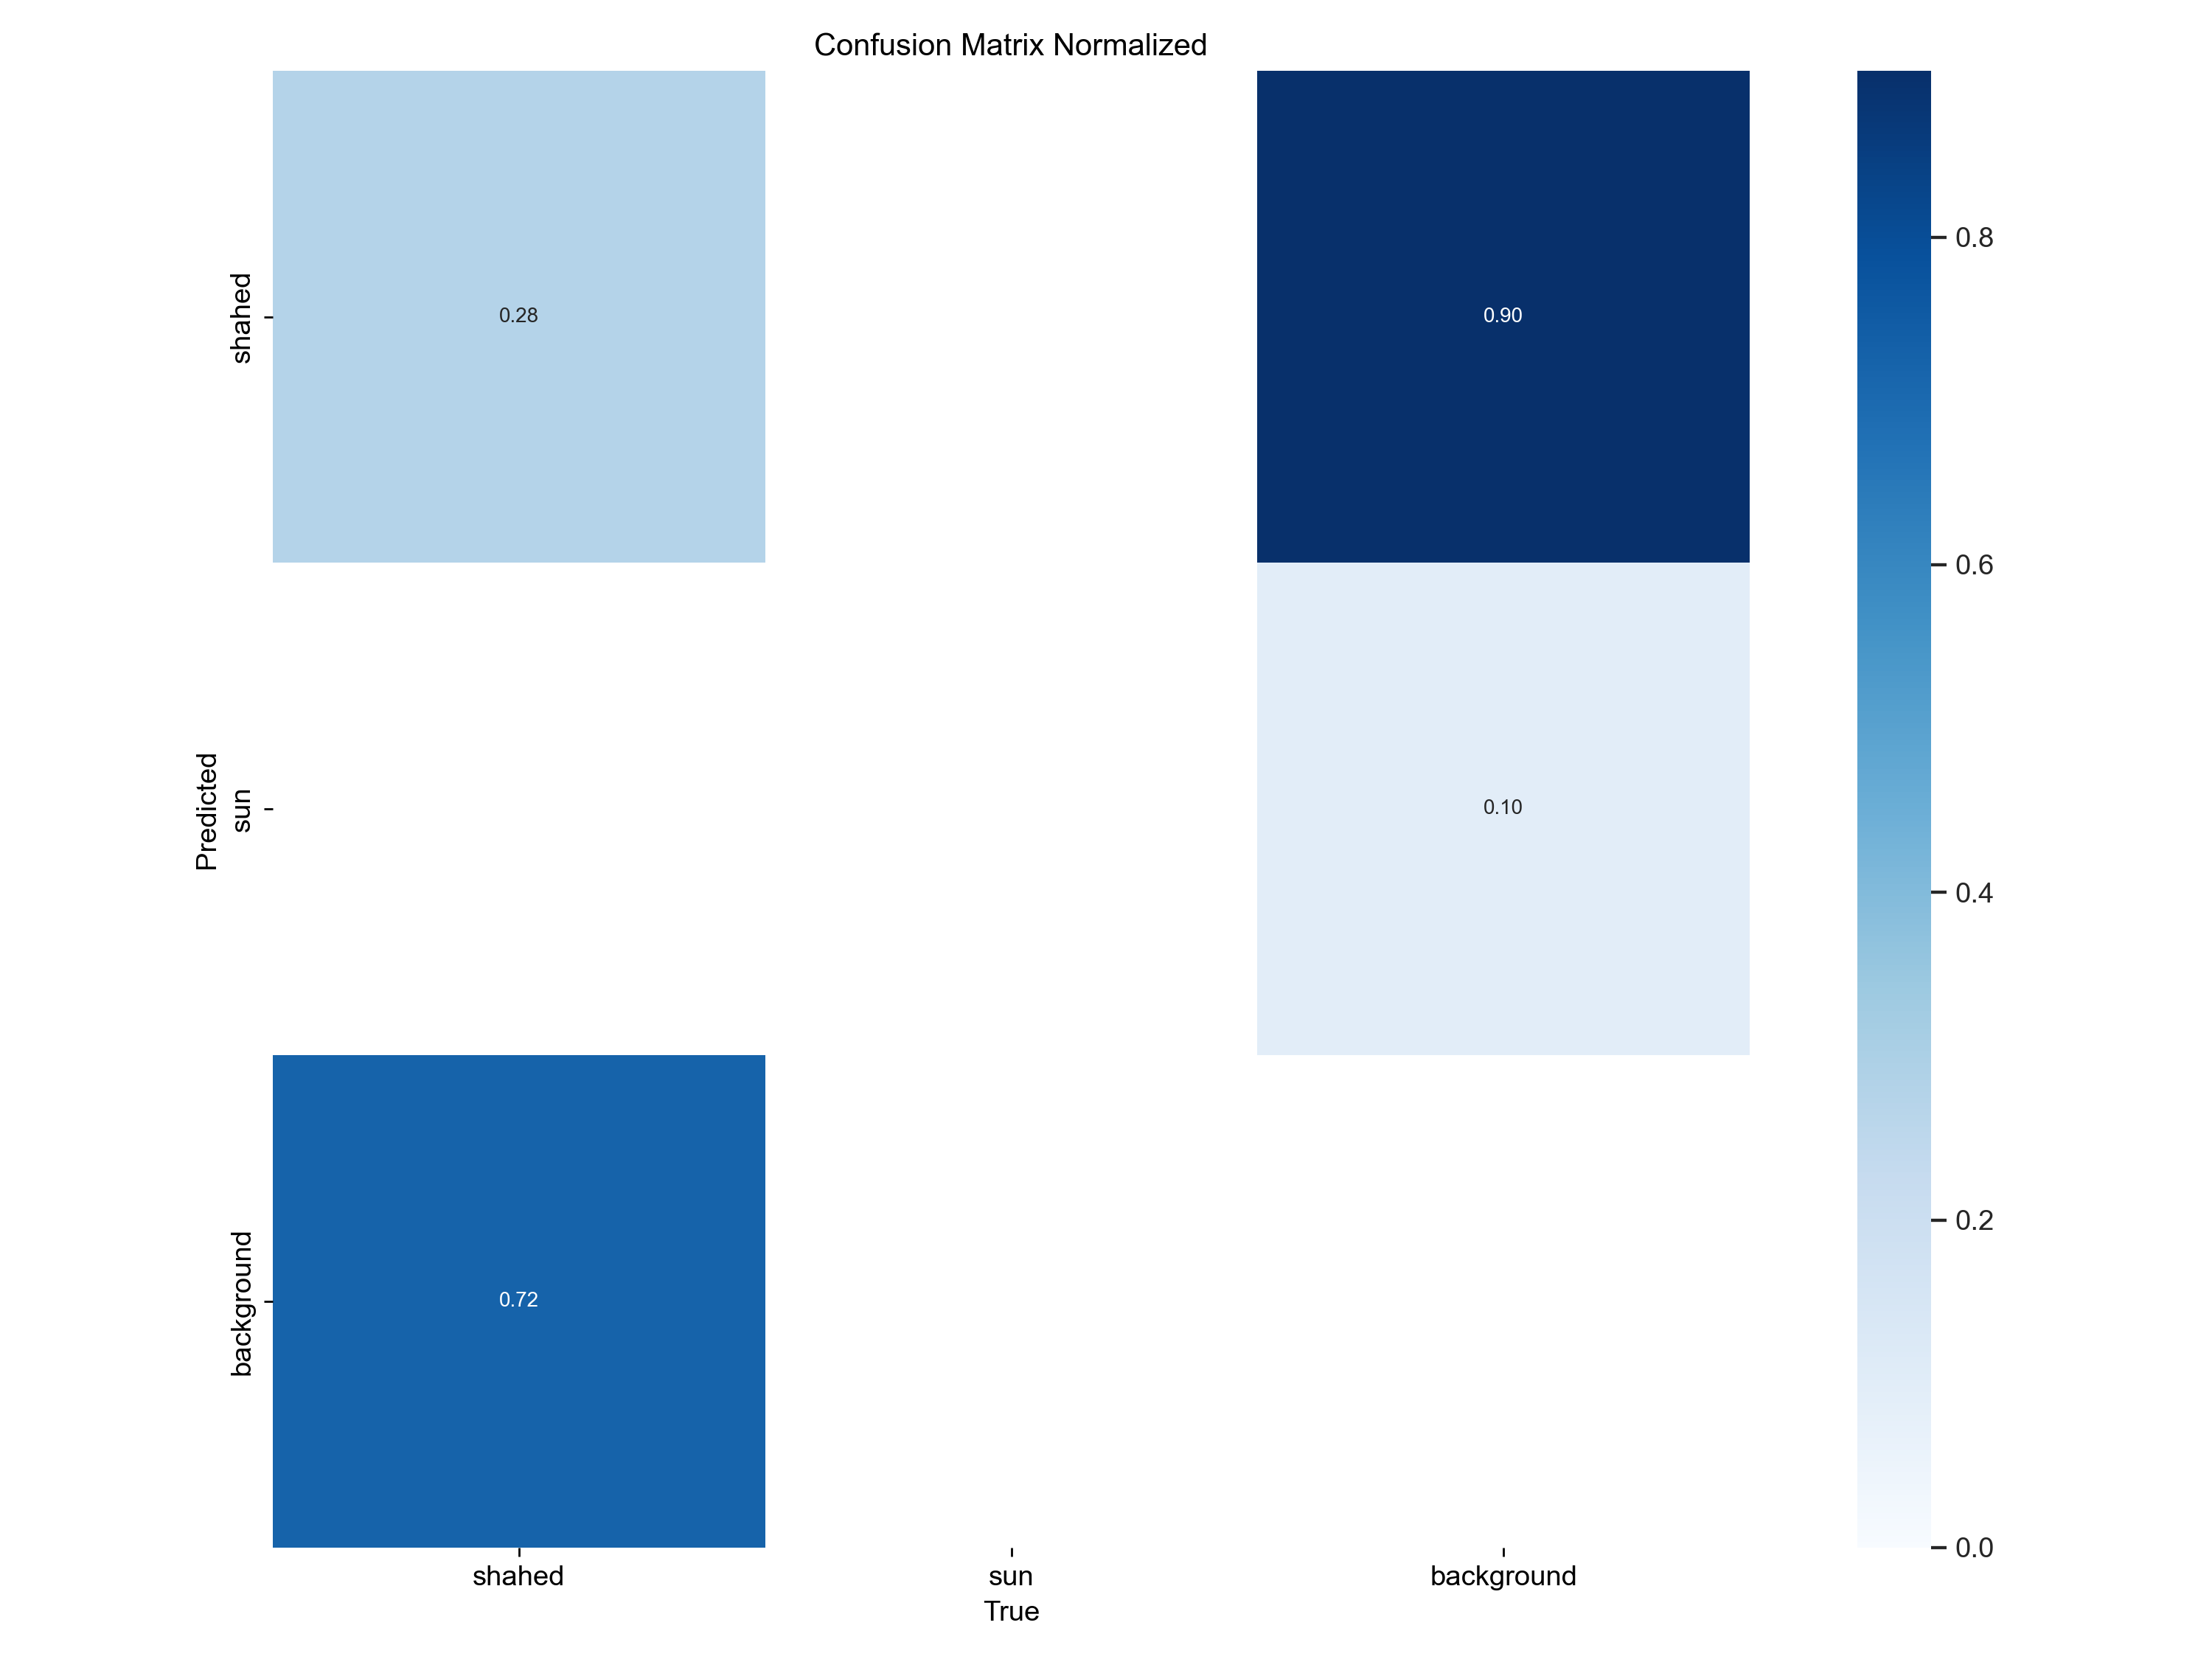 Confusion Matrix Normalized
shahed
0.28
0.90
0.8
0.6
Predicted
sun
0.10
0.4
background
0.72
0.2
0.0
shahed
sun
background
True